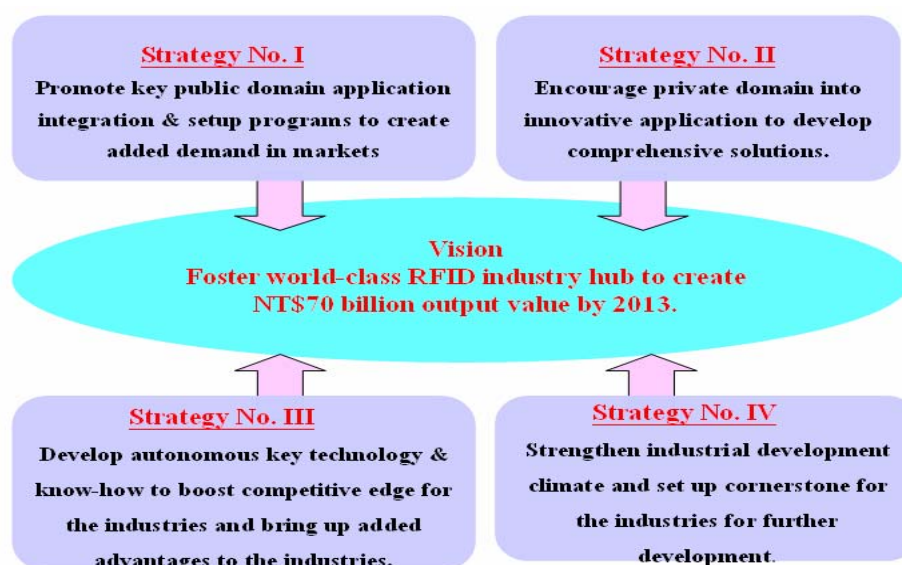 Strategy No. I
Promote key public domain application
integration & setup programs to create
added demand in markets
Strategy No. II
Encourage private domain into
innovative application to develop
comprehensive solutions.
Vision
Foster world-class RFID industry hub to create
NT$70 billion output value by 2013.
Strategy No. III
Develop autonomous key technology &
know-how to boost competitive edge for
the industries and bring up added
advantages to the industries.
Strategy No. IV
Strengthen industrial development
climate and set up cornerstone for
the industries for further
development.